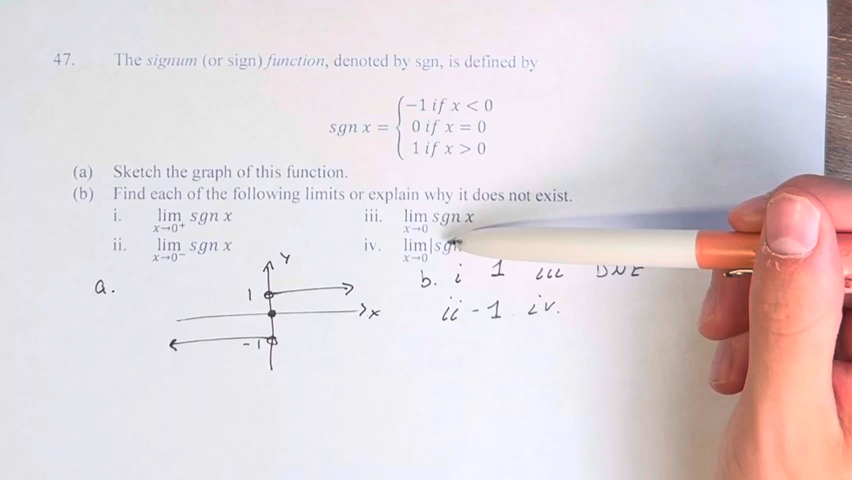 47. The signum (or sign) function, denoted by sgn, is defined by
-1 if x < 0
sgn x = { 0 if x = 0
1 if x > 0
(a) Sketch the graph of this function.
(b) Find each of the following limits or explain why it does not exist.
i. lim x→0⁺ sgn x iii. lim x→0 sgn x
ii. lim x→0⁻ sgn x iv. lim x→0 |sg
a. y 1 x -1
b. i 1 iii DNE
ii -1 iv.